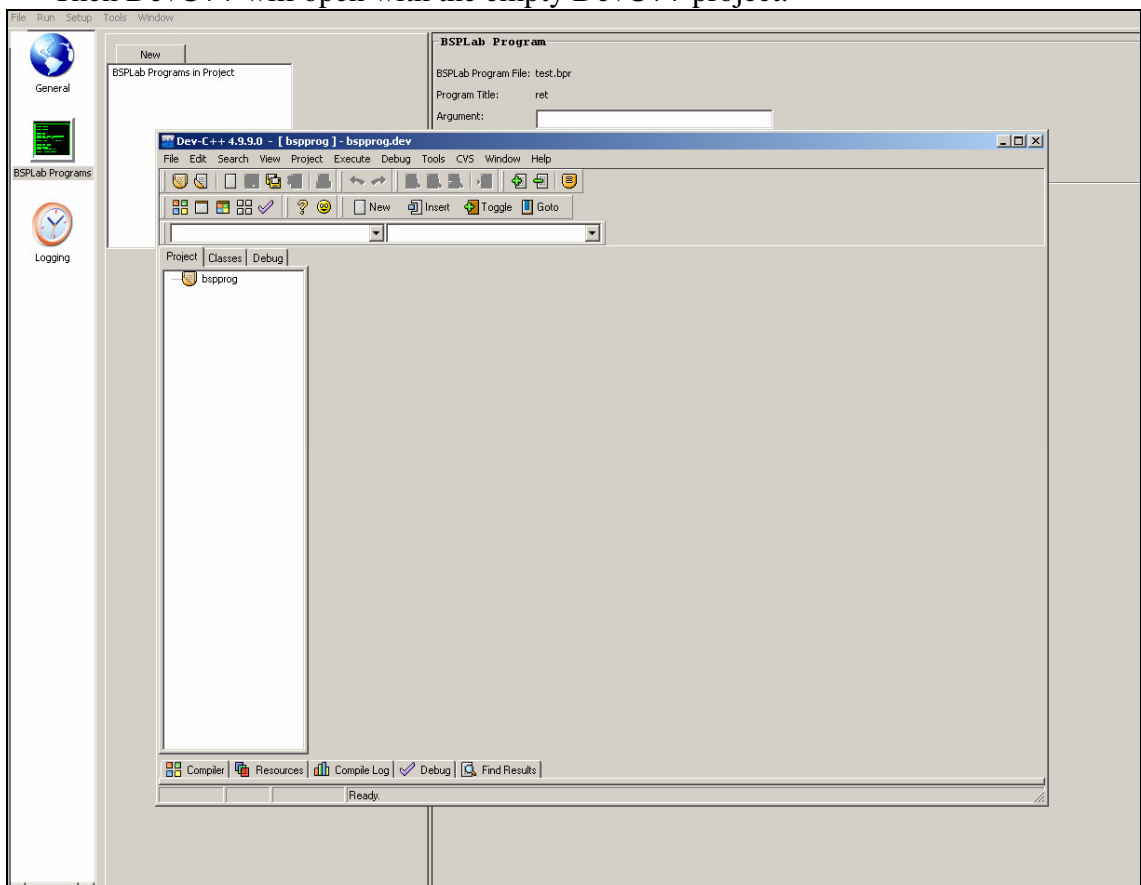 Then DevC++ will open with the empty DevC++ project.
File Run Setup Tools Window
General
BSPLab Programs
Logging
New
BSPLab Programs in Project
BSPLab Program
BSPLab Program File: test.bpr
Program Title: ret
Argument:
Dev-C++ 4.9.9.0 - [ bspprog ] - bspprog.dev
File Edit Search View Project Execute Debug Tools CVS Window Help
New Insert Toggle Goto
Project Classes Debug
bspprog
Compiler Resources Compile Log Debug Find Results
Ready.